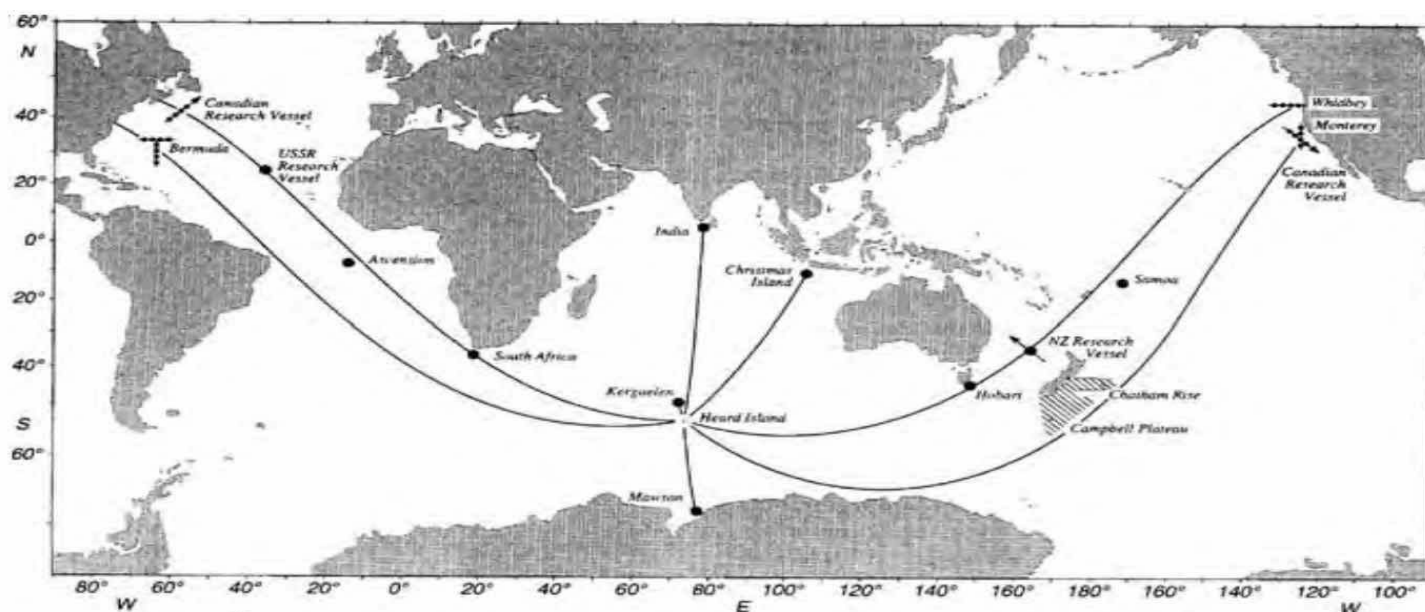 60°
N
40°
20°
0°
20°
40°
S
60°
Canadian
Research Vessel
Bermuda
USSR
Research
Vessel
Ascension
South Africa
India
Christmas
Island
Kerguelen
Heard Island
Mawson
Whidbey
Monterey
Canadian
Research
Vessel
Samoa
NZ Research
Vessel
Hobart
Chatham Rise
Campbell Plateau
80° 60° 40° 20° 0° 20° 40° 60° 80° 100° 120° 140° 160° 180° 160° 140° 120° 100°
W E W